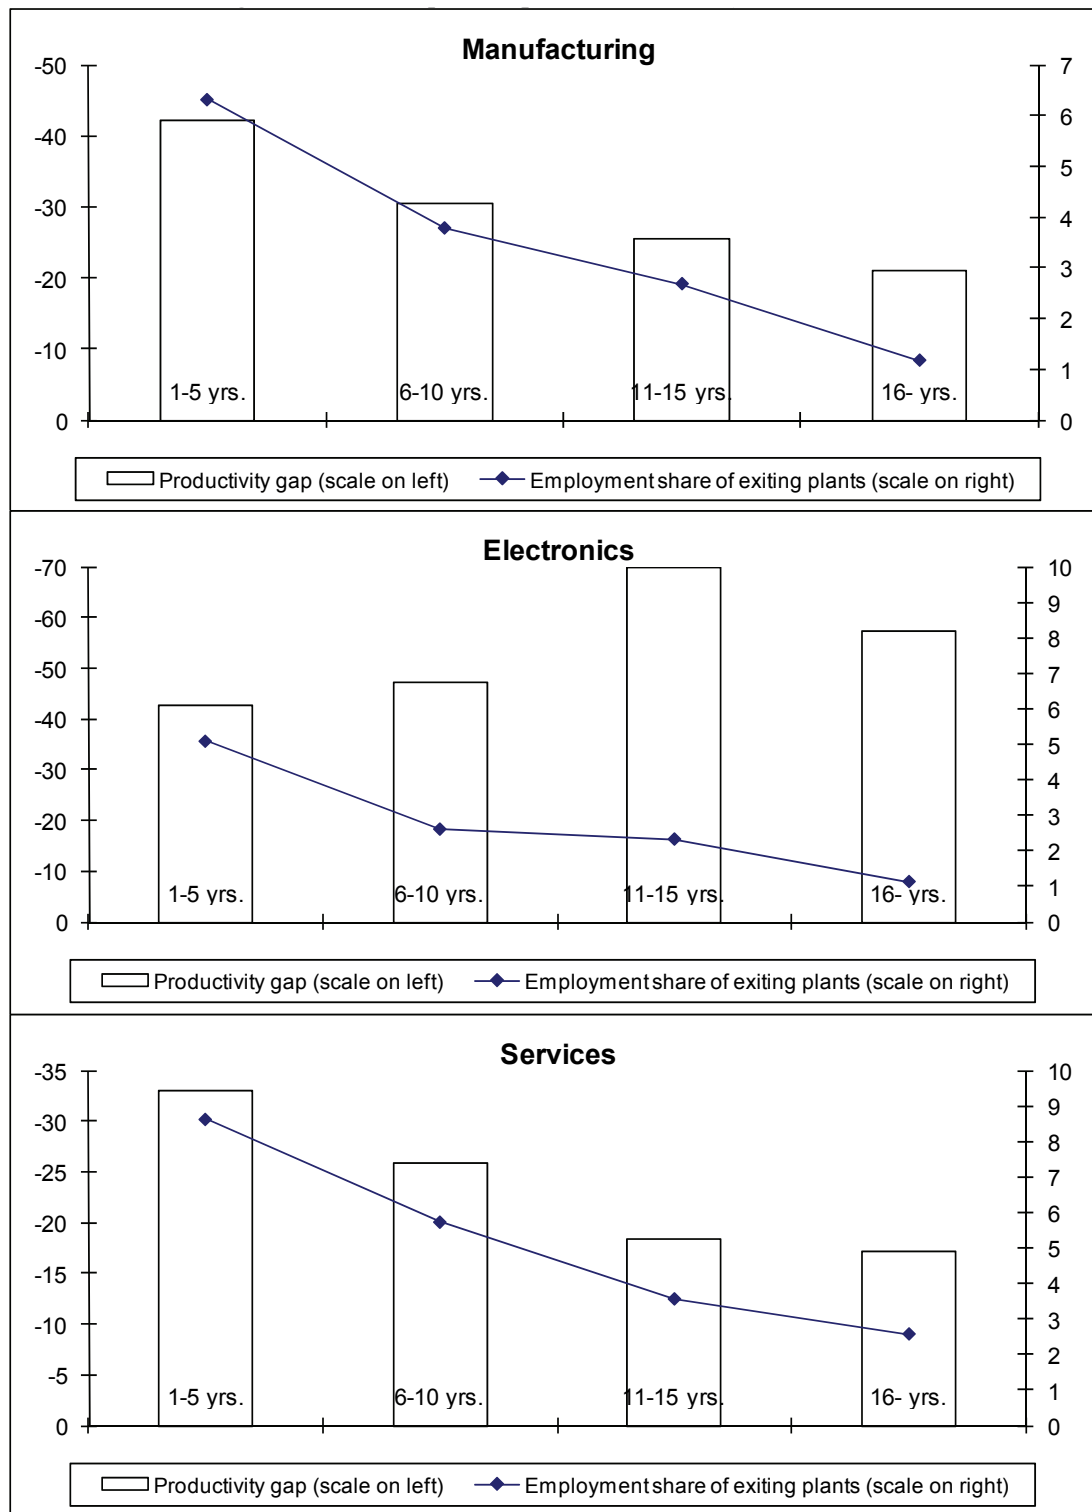 Manufacturing
-50
-40
-30
-20
-10
0
7
6
5
4
3
2
1
0
1-5 yrs.
6-10 yrs.
11-15 yrs.
16- yrs.
Productivity gap (scale on left)
Employment share of exiting plants (scale on right)
Electronics
-70
-60
-50
-40
-30
-20
-10
0
10
9
8
7
6
5
4
3
2
1
0
1-5 yrs.
6-10 yrs.
11-15 yrs.
16- yrs.
Productivity gap (scale on left)
Employment share of exiting plants (scale on right)
Services
-35
-30
-25
-20
-15
-10
-5
0
10
9
8
7
6
5
4
3
2
1
0
1-5 yrs.
6-10 yrs.
11-15 yrs.
16- yrs.
Productivity gap (scale on left)
Employment share of exiting plants (scale on right)